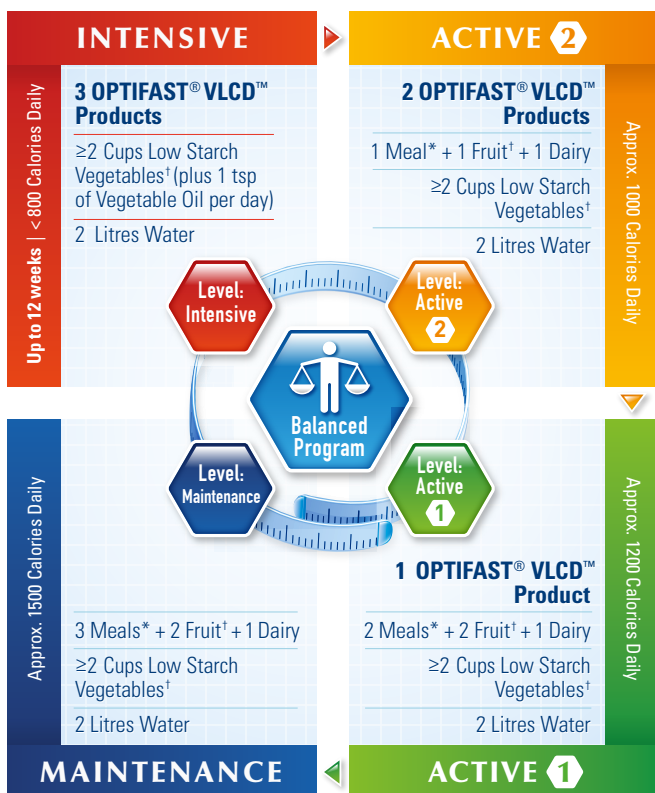 INTENSIVE
Up to 12 weeks | < 800 Calories Daily
3 OPTIFAST® VLCD™
Products
≥2 Cups Low Starch
Vegetables† (plus 1 tsp
of Vegetable Oil per day)
2 Litres Water
ACTIVE 2
2 OPTIFAST® VLCD™
Products
1 Meal* + 1 Fruit† + 1 Dairy
≥2 Cups Low Starch
Vegetables†
2 Litres Water
Approx. 1000 Calories Daily
Level:
Intensive
Level:
Active
2
Balanced
Program
Level:
Maintenance
Level:
Active
1
Approx. 1500 Calories Daily
3 Meals* + 2 Fruit† + 1 Dairy
≥2 Cups Low Starch
Vegetables†
2 Litres Water
MAINTENANCE
1 OPTIFAST® VLCD™
Product
2 Meals* + 2 Fruit† + 1 Dairy
≥2 Cups Low Starch
Vegetables†
2 Litres Water
Approx. 1200 Calories Daily
ACTIVE 1